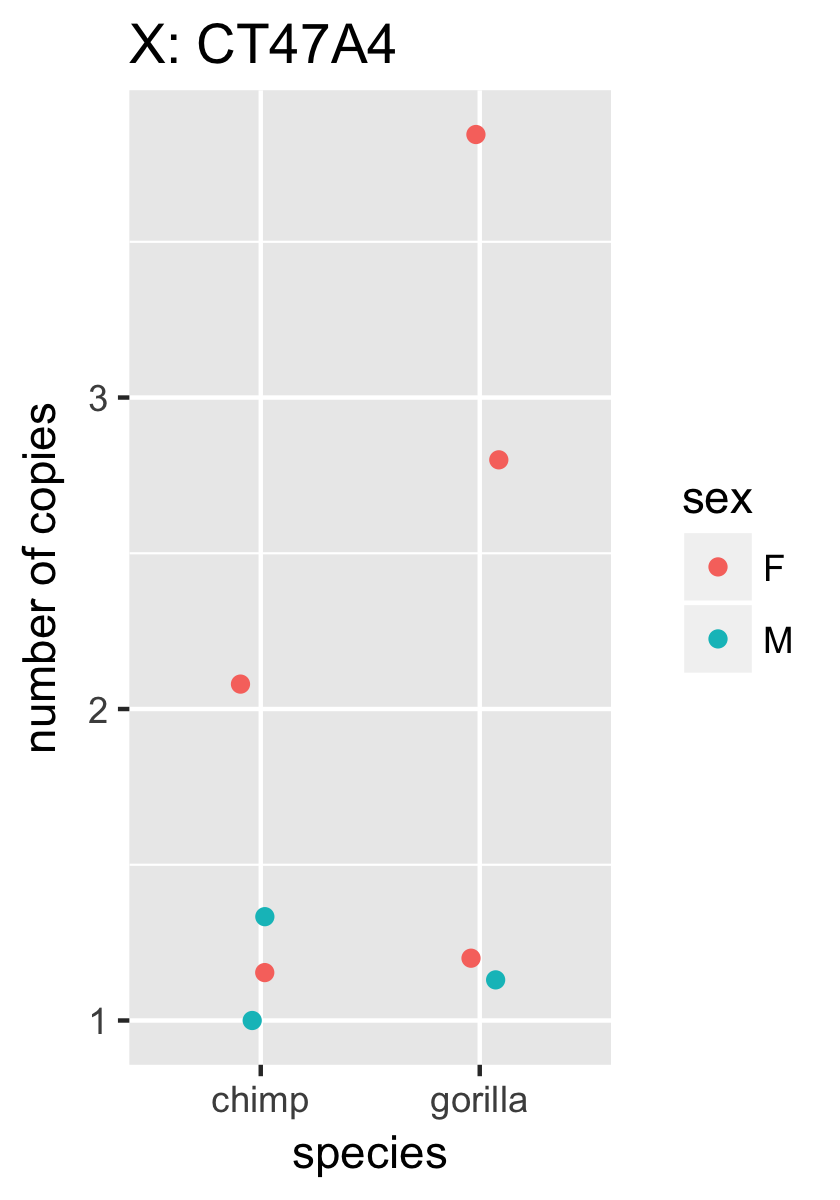 X: CT47A4
number of copies
3
2
1
chimp
gorilla
species
sex
F
M